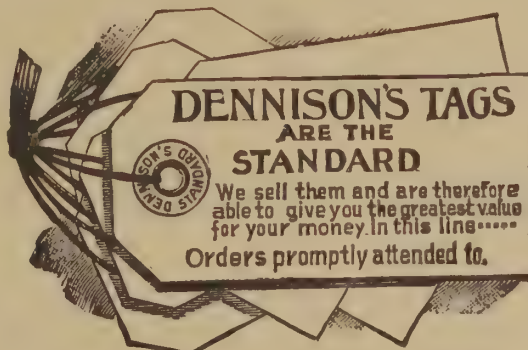 DENNISON'S TAGS
ARE THE
STANDARD
We sell them and are therefore
able to give you the greatest value
for your money. In this line.....
Orders promptly attended to.
DENNISON'S STANDARD